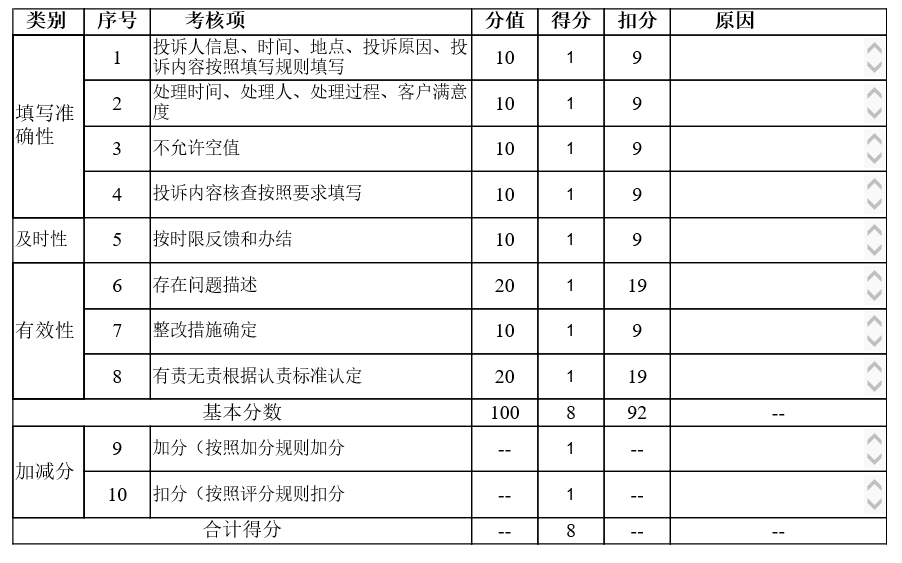 类别 序号 考核项 分值 得分 扣分 原因
填写准确性 1 投诉人信息、时间、地点、投诉原因、投 10 1 9
诉内容按照填写规则填写
2 处理时间、处理人、处理过程、客户满意 10 1 9
度
3 不允许空值 10 1 9
4 投诉内容核查按照要求填写 10 1 9
及时性 5 按时限反馈和办结 10 1 9
有效性 6 存在问题描述 20 1 19
7 整改措施确定 10 1 9
8 有责无责根据认责标准认定 20 1 19
基本分数 100 8 92 --
加减分 9 加分（按照加分规则加分 -- 1 --
10 扣分（按照评分规则扣分 -- 1 --
合计得分 -- 8 -- --